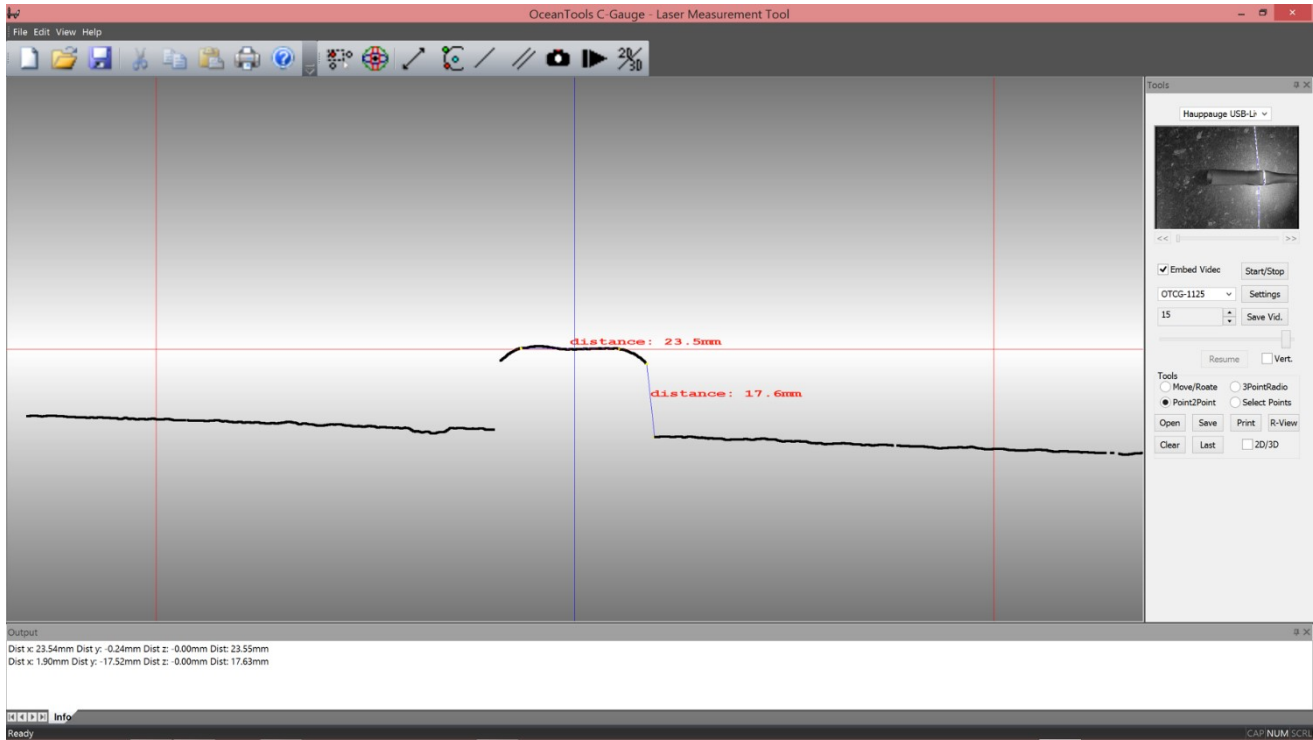 OceanTools C-Gauge - Laser Measurement Tool
File Edit View Help
2D/3D
Tools
Hauppauge USB-Li
distance: 23.5mm
distance: 17.6mm
<< >>
Embed Videc Start/Stop
OTCG-1125 Settings
15 Save Vid.
Resume Vert.
Tools
Move/Roate 3PointRadio
Point2Point Select Points
Open Save Print R-View
Clear Last 2D/3D
Output
Dist x: 23.54mm Dist y: -0.24mm Dist z: -0.00mm Dist: 23.55mm
Dist x: 1.90mm Dist y: -17.52mm Dist z: -0.00mm Dist: 17.63mm
Info
Ready CAP NUM SCRL